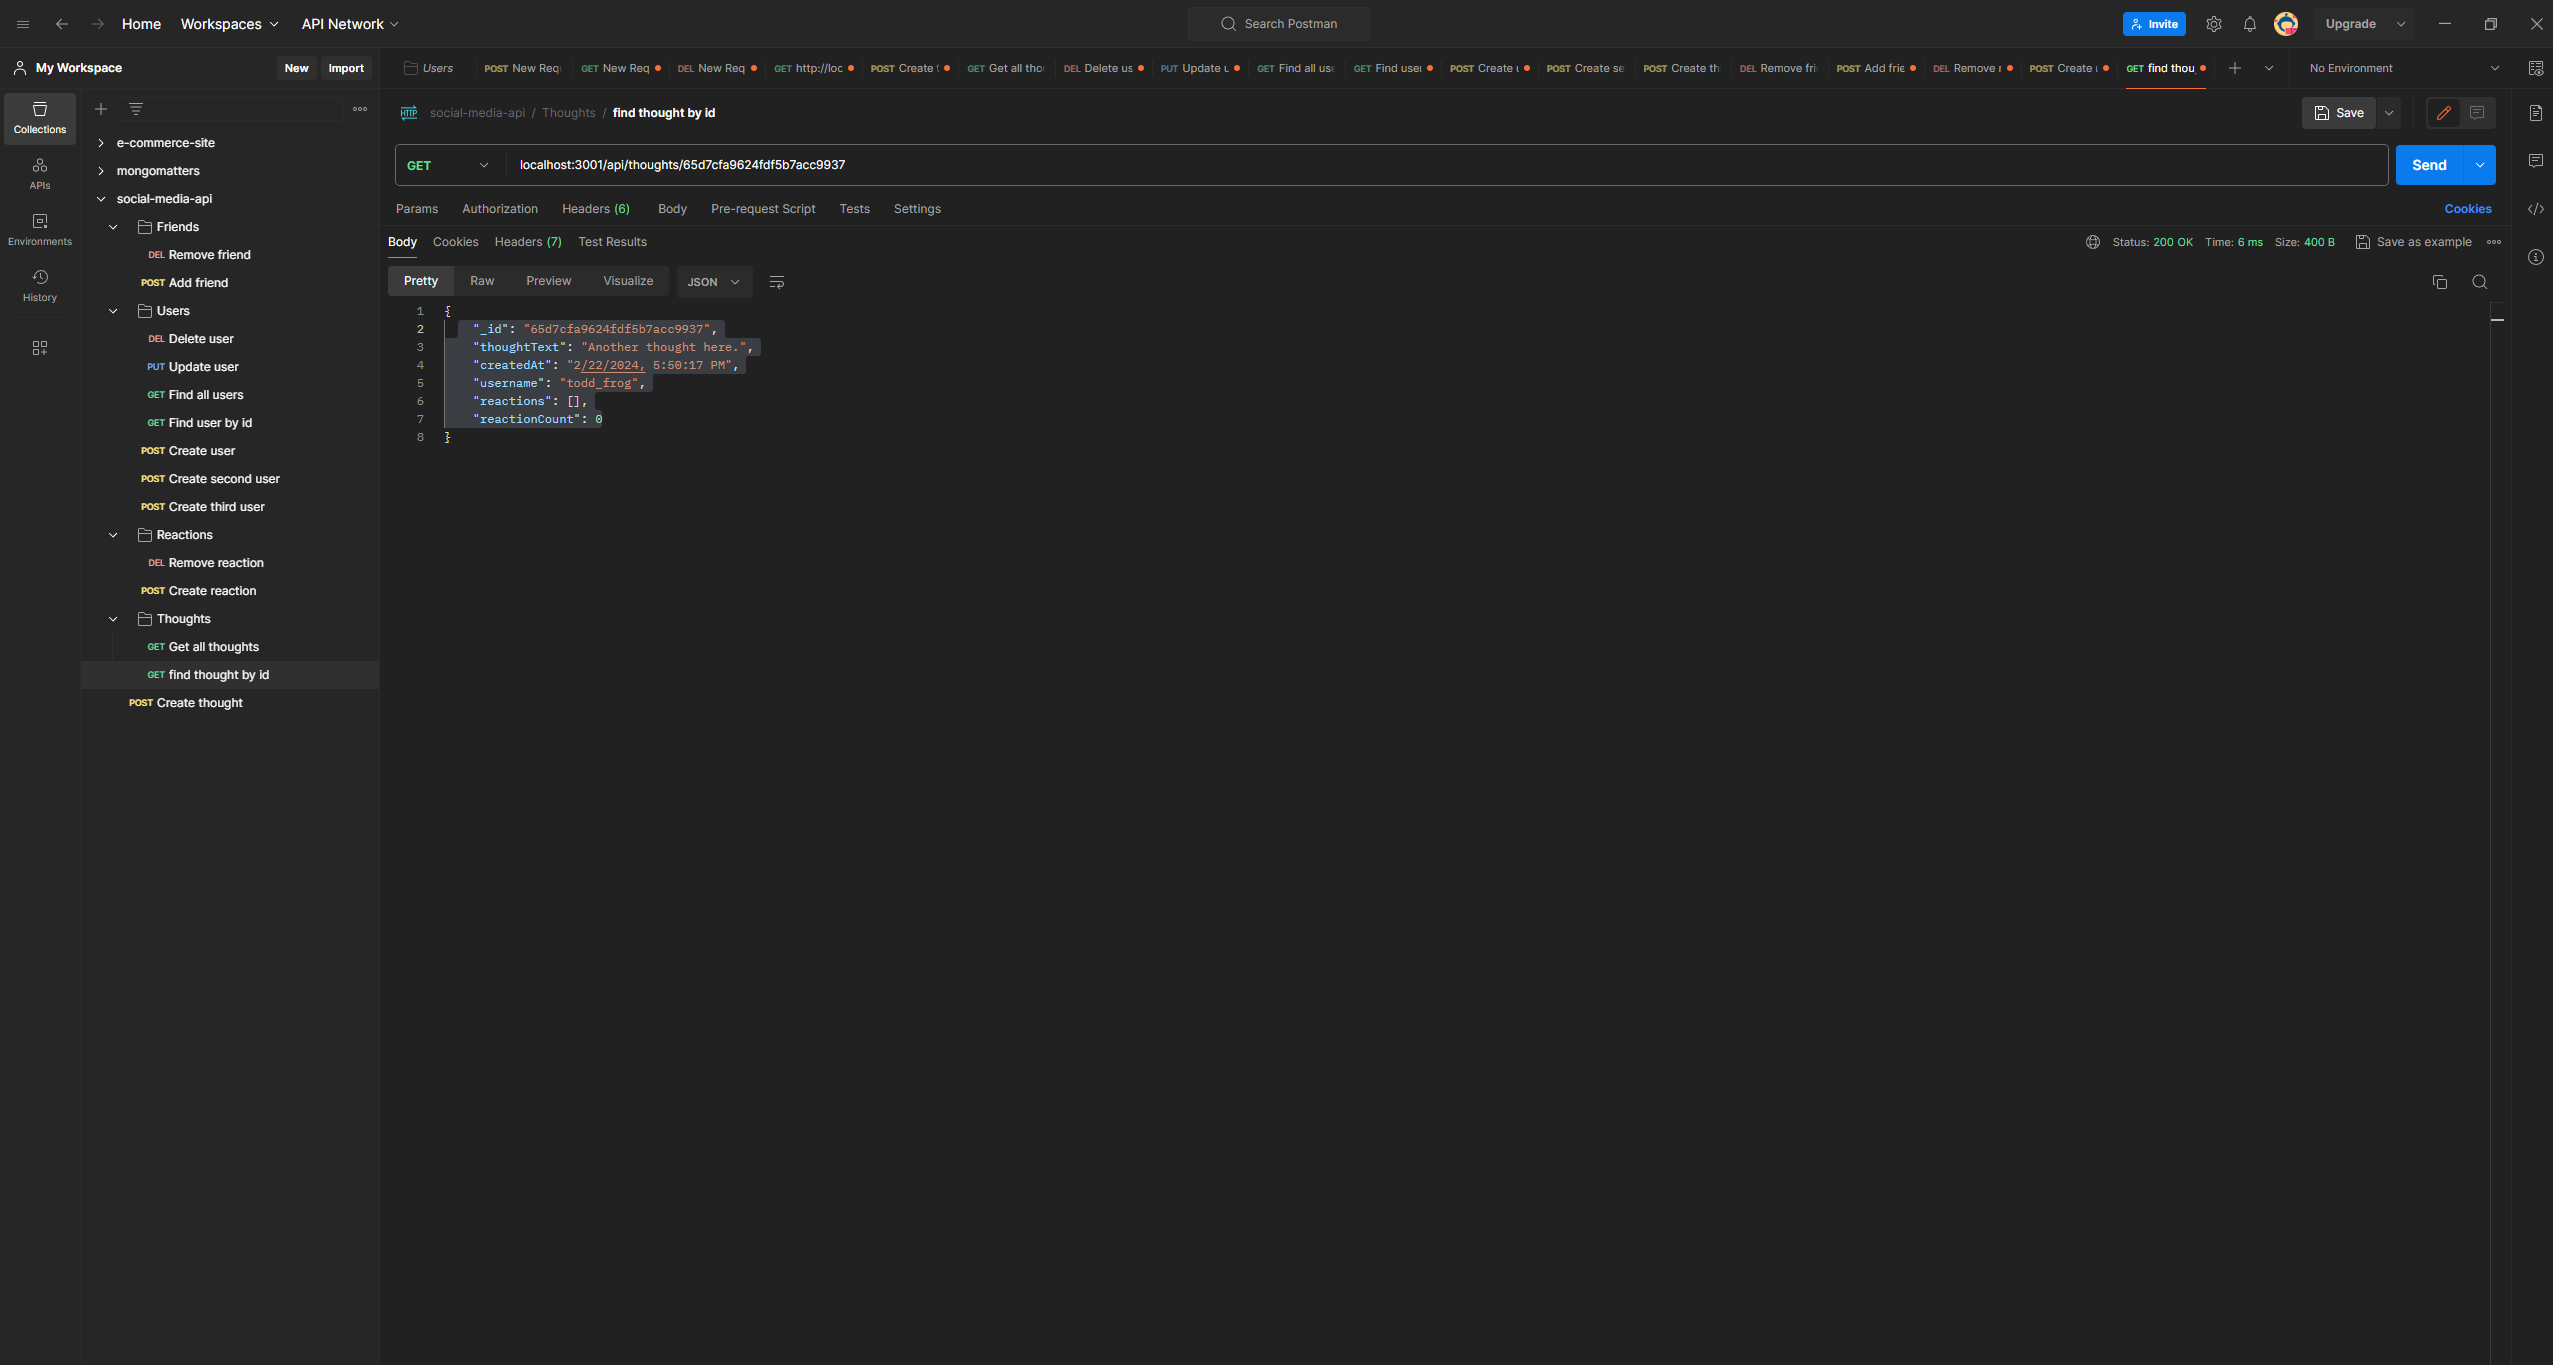 Home Workspaces API Network Search Postman Invite Upgrade
My Workspace New Import
Users POST New Req GET New Req DEL New Req GET http://loc POST Create GET Get all tho DEL Delete us PUT Update u GET Find all use GET Find user POST Create u POST Create se POST Create th DEL Remove fri POST Add frie DEL Remove r POST Create GET find thou No Environment
Collections
APIs
Environments
History
e-commerce-site
mongomatters
social-media-api
Friends
DEL Remove friend
POST Add friend
Users
DEL Delete user
PUT Update user
GET Find all users
GET Find user by id
POST Create user
POST Create second user
POST Create third user
Reactions
DEL Remove reaction
POST Create reaction
Thoughts
GET Get all thoughts
GET find thought by id
POST Create thought
HTTP social-media-api / Thoughts / find thought by id Save
GET localhost:3001/api/thoughts/65d7cfa9624fdf5b7acc9937 Send
Params Authorization Headers (6) Body Pre-request Script Tests Settings Cookies
Body Cookies Headers (7) Test Results Status: 200 OK Time: 6 ms Size: 400 B Save as example
Pretty Raw Preview Visualize JSON
1 {
2 "_id": "65d7cfa9624fdf5b7acc9937",
3 "thoughtText": "Another thought here.",
4 "createdAt": "2/22/2024, 5:50:17 PM",
5 "username": "todd_frog",
6 "reactions": [],
7 "reactionCount": 0
8 }